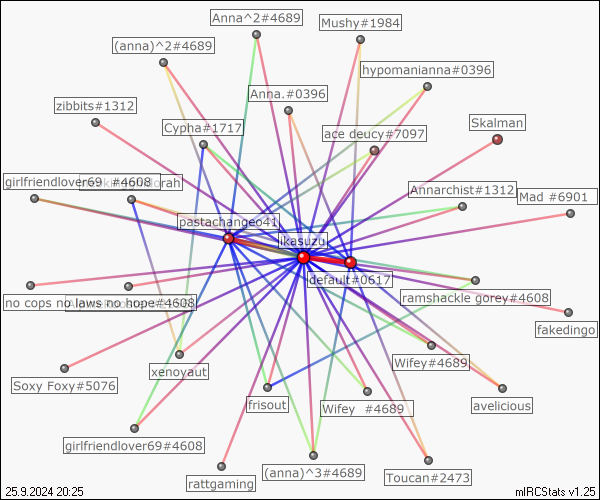 Anna^2#4689
Mushy#1984
(anna)^2#4689
hypomanianna#0396
Anna.#0396
zibbits#1312
Cypha#1717
ace deucy#7097
Skalman
girlfriendlover69 #4608
Annarchist#1312
Mad #6901
pastachangeo41
ikasuzu
default#0617
no cops no laws no hope#4608
ramshackle gorey#4608
fakedingo
Soxy Foxy#5076
xenoyaut
Wifey#4689
frisout
Wifey #4689
avelicious
girlfriendlover69#4608
rattgaming
(anna)^3#4689
Toucan#2473
25.9.2024 20:25
mIRCStats v1.25